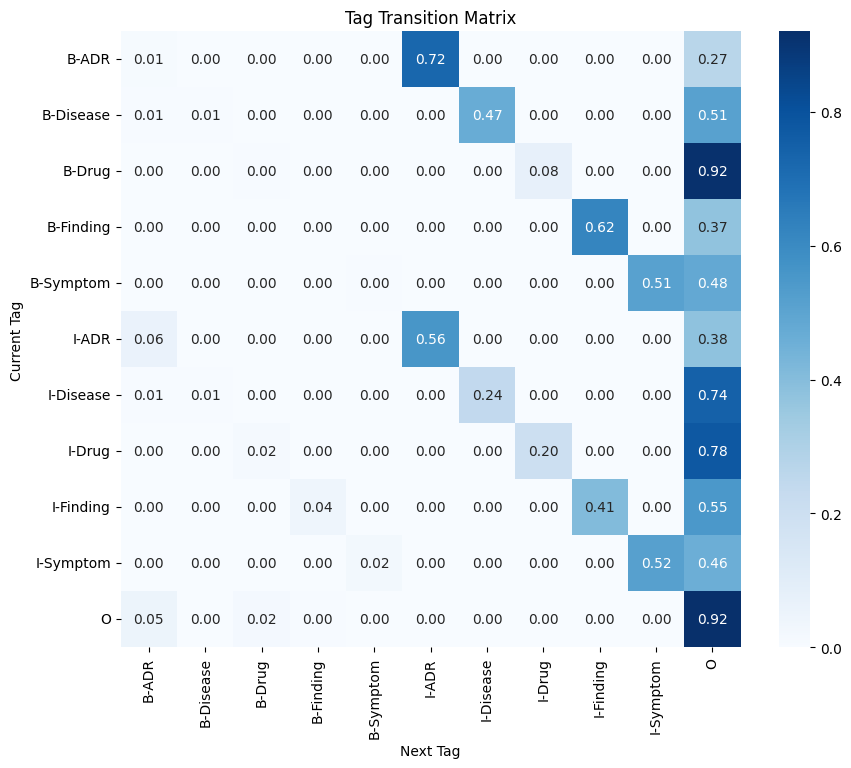 Tag Transition Matrix
B-ADR 0.01 0.00 0.00 0.00 0.00 0.72 0.00 0.00 0.00 0.00 0.27
B-Disease 0.01 0.01 0.00 0.00 0.00 0.00 0.47 0.00 0.00 0.00 0.51
B-Drug 0.00 0.00 0.00 0.00 0.00 0.00 0.00 0.08 0.00 0.00 0.92
B-Finding 0.00 0.00 0.00 0.00 0.00 0.00 0.00 0.00 0.62 0.00 0.37
B-Symptom 0.00 0.00 0.00 0.00 0.00 0.00 0.00 0.00 0.00 0.51 0.48
I-ADR 0.06 0.00 0.00 0.00 0.00 0.56 0.00 0.00 0.00 0.00 0.38
I-Disease 0.01 0.01 0.00 0.00 0.00 0.00 0.24 0.00 0.00 0.00 0.74
I-Drug 0.00 0.00 0.02 0.00 0.00 0.00 0.00 0.20 0.00 0.00 0.78
I-Finding 0.00 0.00 0.00 0.04 0.00 0.00 0.00 0.00 0.41 0.00 0.55
I-Symptom 0.00 0.00 0.00 0.00 0.02 0.00 0.00 0.00 0.00 0.52 0.46
O 0.05 0.00 0.02 0.00 0.00 0.00 0.00 0.00 0.00 0.00 0.92
B-ADR B-Disease B-Drug B-Finding B-Symptom I-ADR I-Disease I-Drug I-Finding I-Symptom O
Next Tag
Current Tag
0.8
0.6
0.4
0.2
0.0